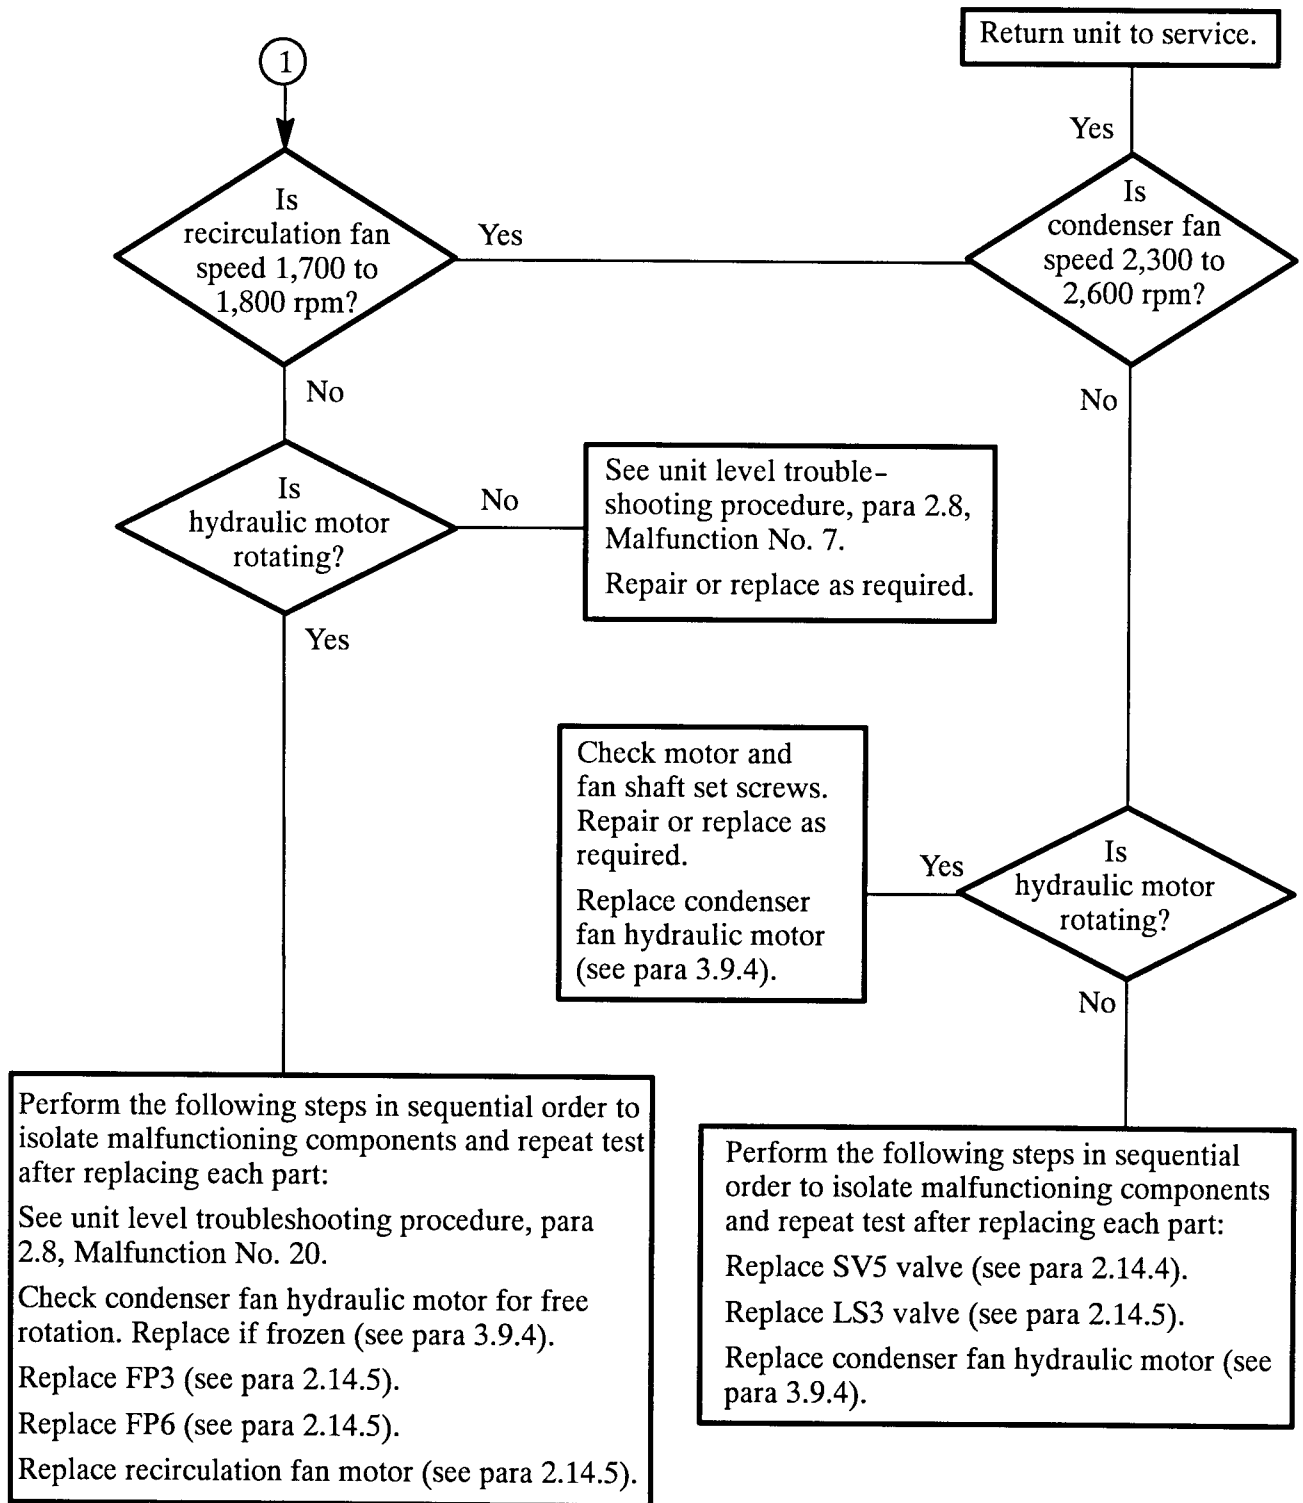 1
Return unit to service.
Yes
Is
recirculation fan
speed 1,700 to
1,800 rpm?
Yes
Is
condenser fan
speed 2,300 to
2,600 rpm?
No
No
Is
hydraulic motor
rotating?
No
See unit level trouble-
shooting procedure, para 2.8,
Malfunction No. 7.
Repair or replace as required.
Yes
Check motor and
fan shaft set screws.
Repair or replace as
required.
Replace condenser
fan hydraulic motor
(see para 3.9.4).
Yes
Is
hydraulic motor
rotating?
No
Perform the following steps in sequential order to
isolate malfunctioning components and repeat test
after replacing each part:
See unit level troubleshooting procedure, para
2.8, Malfunction No. 20.
Check condenser fan hydraulic motor for free
rotation. Replace if frozen (see para 3.9.4).
Replace FP3 (see para 2.14.5).
Replace FP6 (see para 2.14.5).
Replace recirculation fan motor (see para 2.14.5).
Perform the following steps in sequential
order to isolate malfunctioning components
and repeat test after replacing each part:
Replace SV5 valve (see para 2.14.4).
Replace LS3 valve (see para 2.14.5).
Replace condenser fan hydraulic motor (see
para 3.9.4).